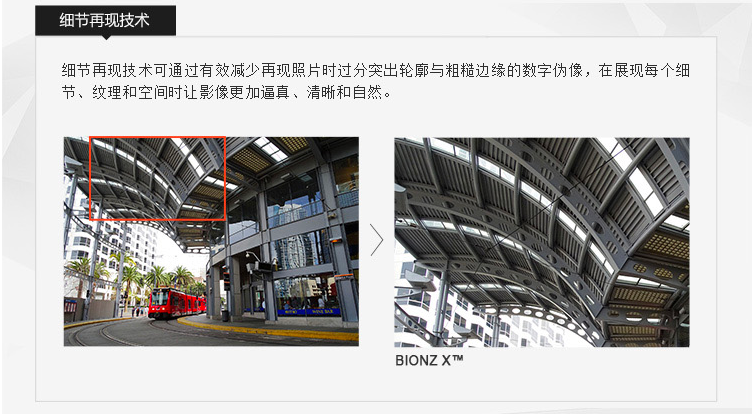 细节再现技术
细节再现技术可通过有效减少再现照片时过分突出轮廓与粗糙边缘的数字伪像，在展现每个细
节、纹理和空间时让影像更加逼真、清晰和自然。
BIONZ X™